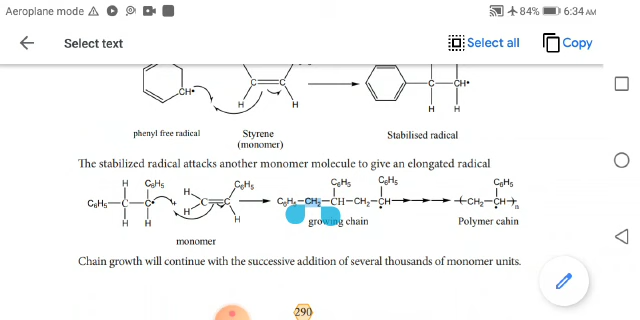 Aeroplane mode 84% 6:34 AM
Select text Select all Copy
C C C CH•
CH•
H H H H
phenyl free radical Styrene Stabilised radical
(monomer)
The stabilized radical attacks another monomer molecule to give an elongated radical
H C₆H₅ H C₆H₅ C₆H₅ C₆H₅ C₆H₅
C₆H₅—C—C• + C=C C₆H₅—CH₂—CH—CH₂—CH —(CH₂—CH)n
H H H H
growing chain Polymer cahin
monomer
Chain growth will continue with the successive addition of several thousands of monomer units.
290